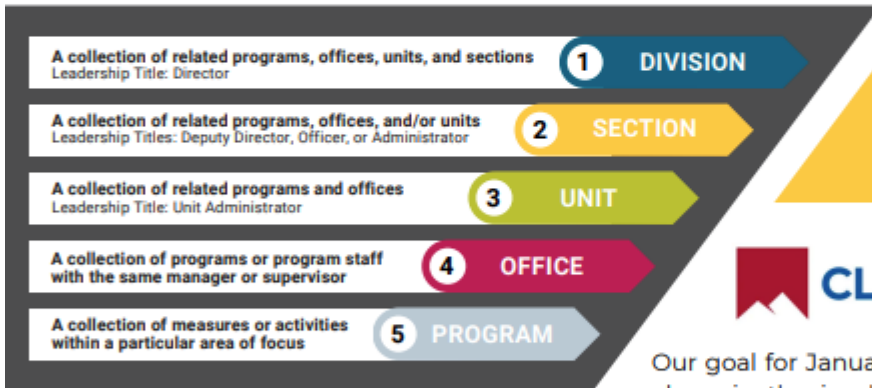 A collection of related programs, offices, units, and sections
Leadership Title: Director
1 DIVISION
A collection of related programs, offices, and/or units
Leadership Titles: Deputy Director, Officer, or Administrator
2 SECTION
A collection of related programs and offices
Leadership Title: Unit Administrator
3 UNIT
A collection of programs or program staff
with the same manager or supervisor
4 OFFICE
A collection of measures or activities
within a particular area of focus
5 PROGRAM
CL
Our goal for Janua